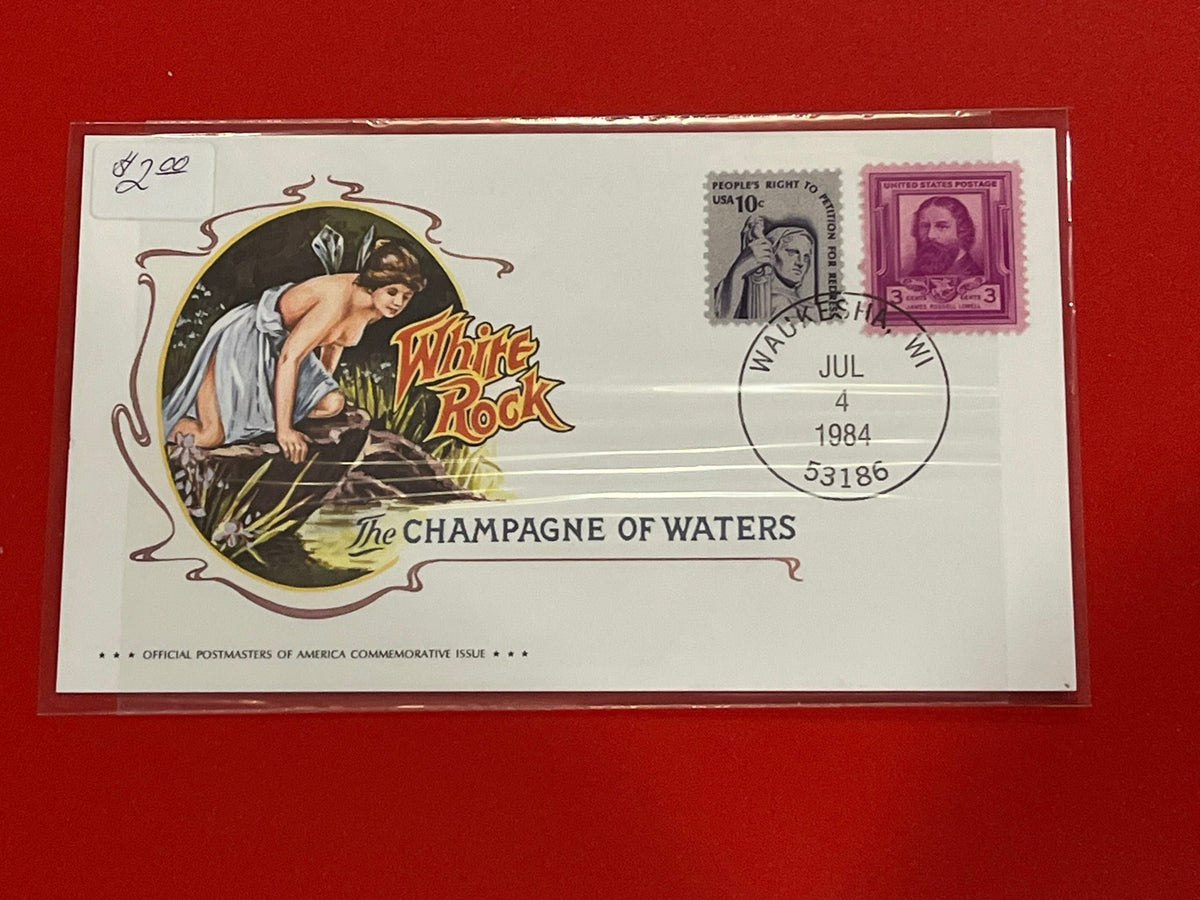 $2.00
PEOPLE'S RIGHT TO PETITION FOR REDRESS
USA 10c
UNITED STATES POSTAGE
3 CENTS CENTS 3
JAMES RUSSELL LOWELL
WAUKESHA, WI
JUL
4
1984
53186
White
Rock
The CHAMPAGNE OF WATERS
★ ★ ★ OFFICIAL POSTMASTERS OF AMERICA COMMEMORATIVE ISSUE ★ ★ ★